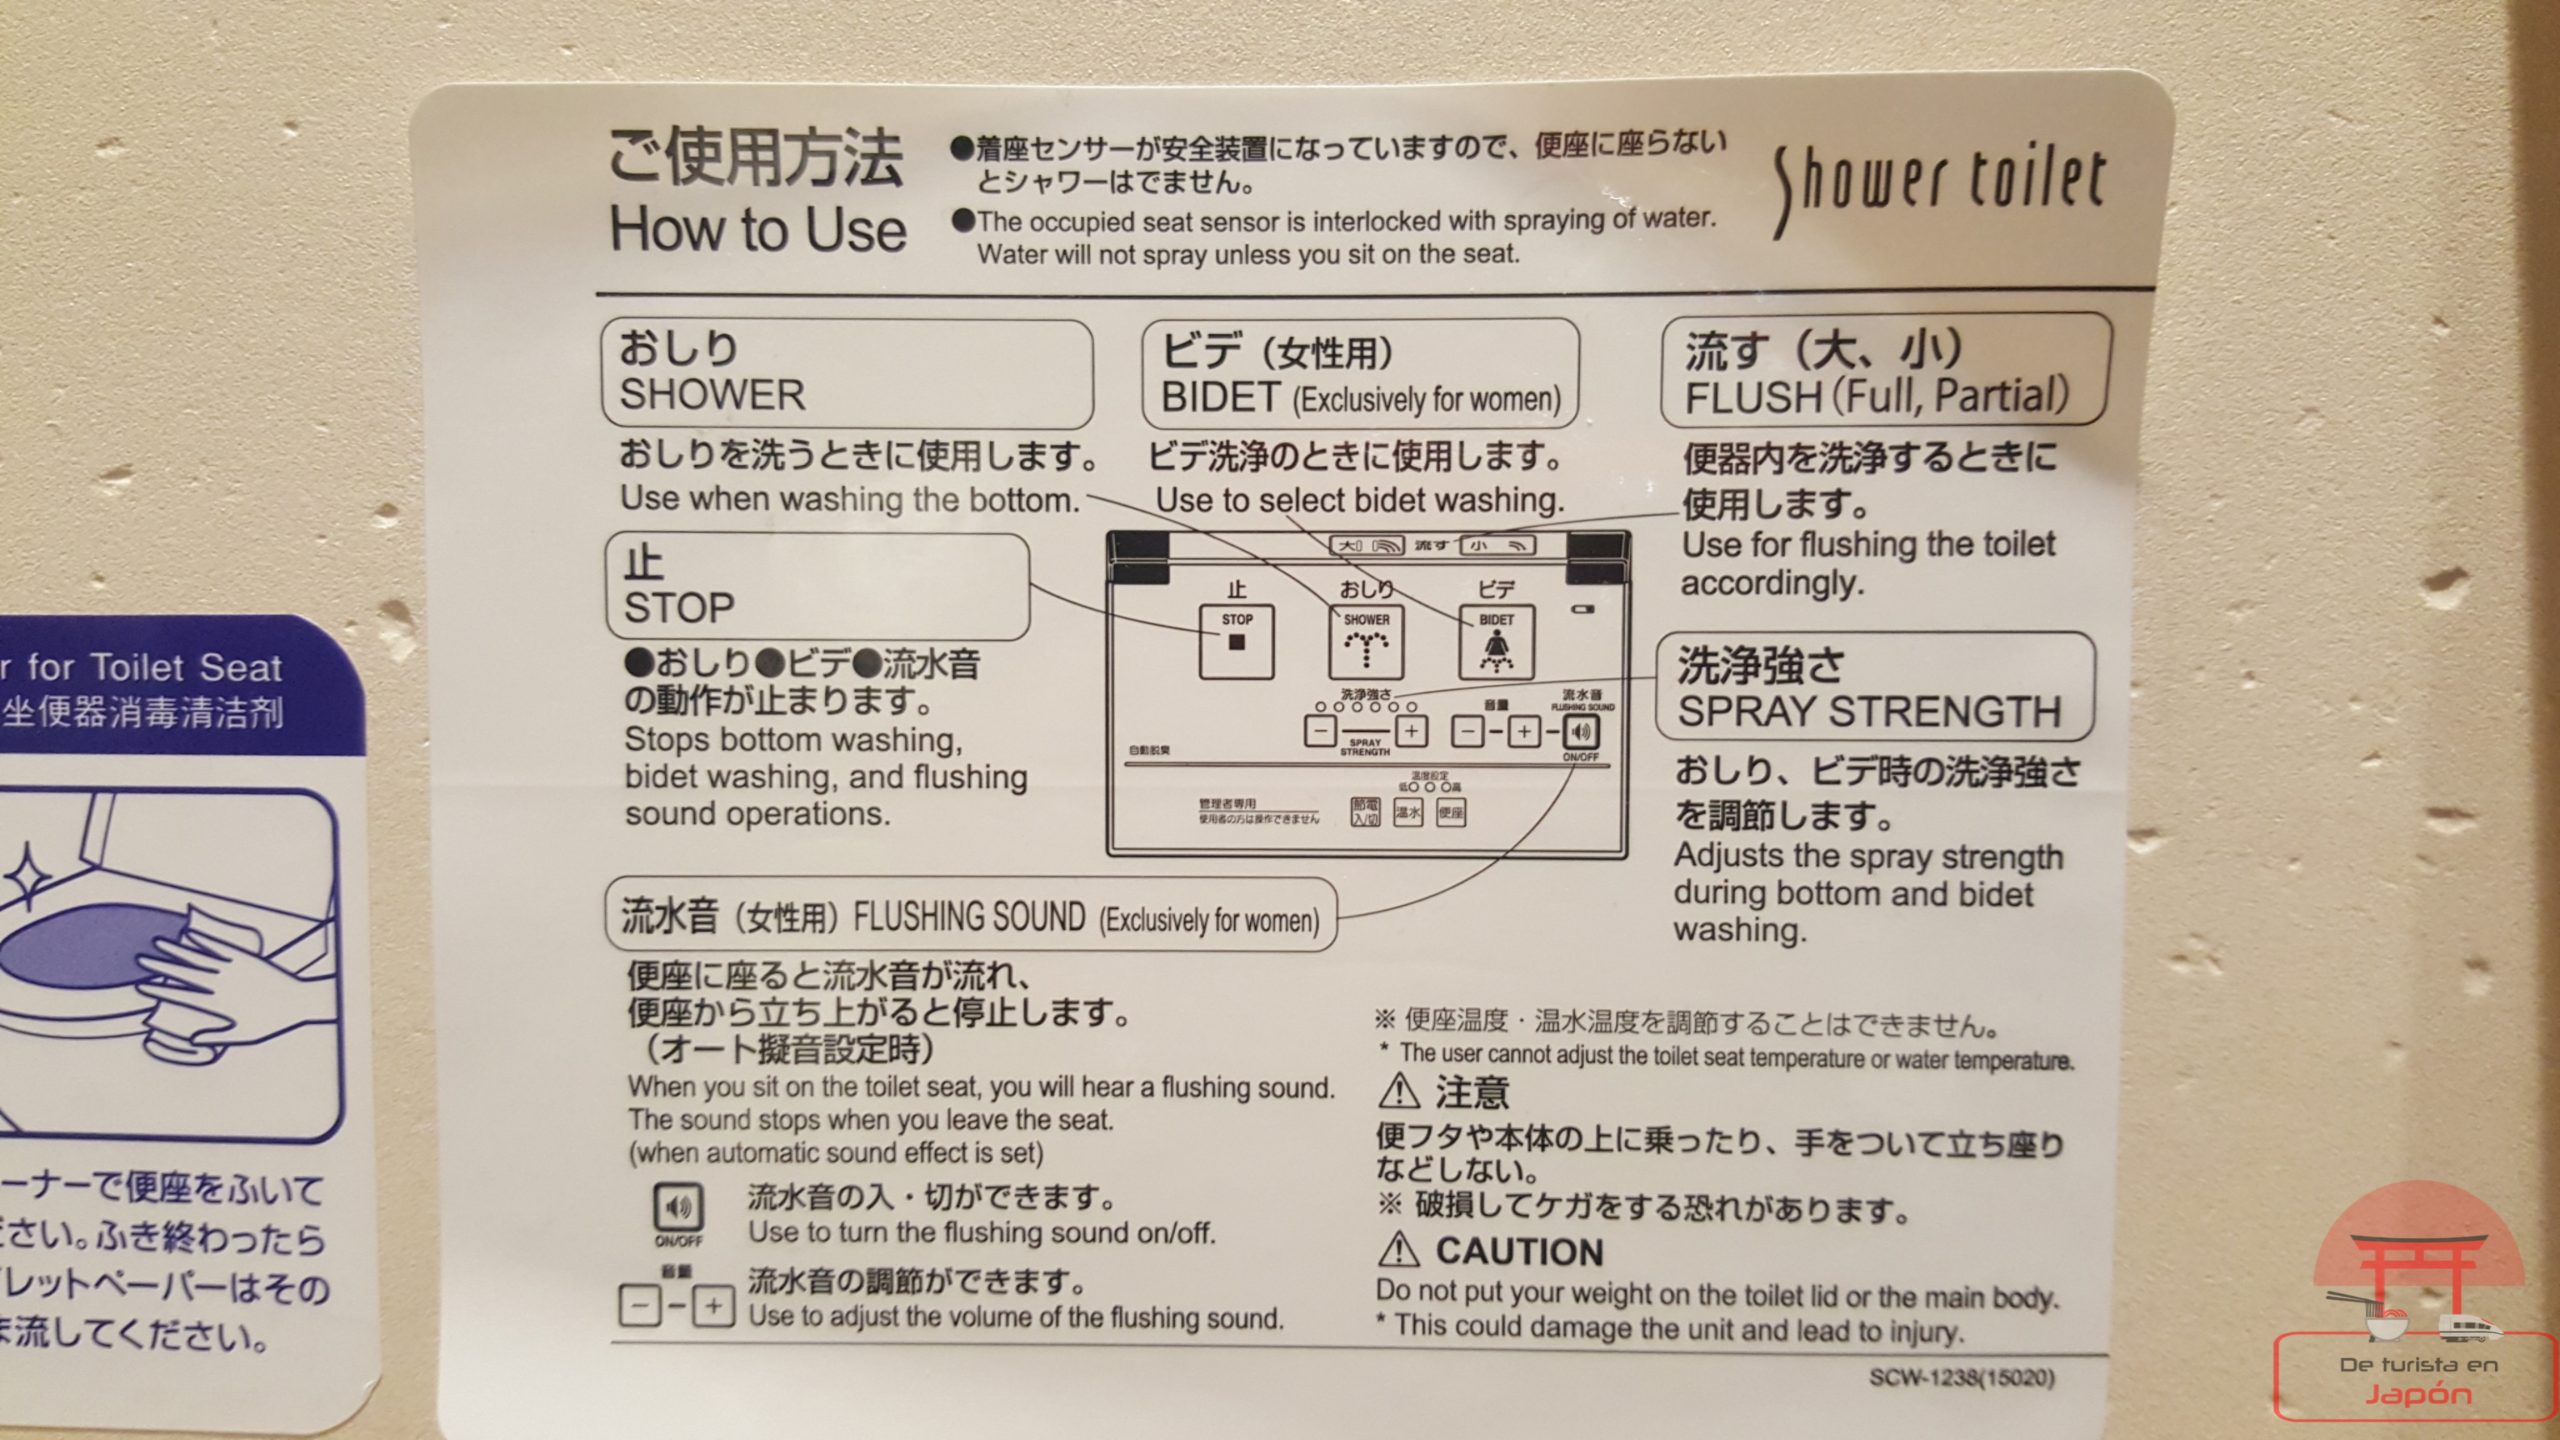 ご使用方法
How to Use
●着座センサーが安全装置になっていますので、便座に座らない
とシャワーはでません。
●The occupied seat sensor is interlocked with spraying of water.
Water will not spray unless you sit on the seat.
Shower toilet
おしり
SHOWER
おしりを洗うときに使用します。
Use when washing the bottom.
ビデ（女性用）
BIDET (Exclusively for women)
ビデ洗浄のときに使用します。
Use to select bidet washing.
流す（大、小）
FLUSH (Full, Partial)
便器内を洗浄するときに
使用します。
Use for flushing the toilet
accordingly.
止
STOP
●おしり●ビデ●流水音
の動作が止まります。
Stops bottom washing,
bidet washing, and flushing
sound operations.
大 流す 小
止 おしり ビデ
STOP SHOWER BIDET
洗浄強さ 音量 流水音
FLUSHING SOUND
− + − − +
SPRAY
STRENGTH
ON/OFF
自動脱臭
温度設定
低 高
管理者専用
使用者の方は操作できません
節電
入/切
温水
便座
洗浄強さ
SPRAY STRENGTH
おしり、ビデ時の洗浄強さ
を調節します。
Adjusts the spray strength
during bottom and bidet
washing.
流水音（女性用）FLUSHING SOUND (Exclusively for women)
便座に座ると流水音が流れ、
便座から立ち上がると停止します。
（オート擬音設定時）
When you sit on the toilet seat, you will hear a flushing sound.
The sound stops when you leave the seat.
(when automatic sound effect is set)
流水音の入・切ができます。
Use to turn the flushing sound on/off.
ON/OFF
音量
− − +
流水音の調節ができます。
Use to adjust the volume of the flushing sound.
※ 便座温度・温水温度を調節することはできません。
* The user cannot adjust the toilet seat temperature or water temperature.
注意
便フタや本体の上に乗ったり、手をついて立ち座り
などしない。
※ 破損してケガをする恐れがあります。
CAUTION
Do not put your weight on the toilet lid or the main body.
* This could damage the unit and lead to injury.
SCW-1238(15020)
r for Toilet Seat
坐便器消毒清洁剂
ーナーで便座をふいて
ださい。ふき終わったら
レットペーパーはその
ま流してください。
De turista en
Japón